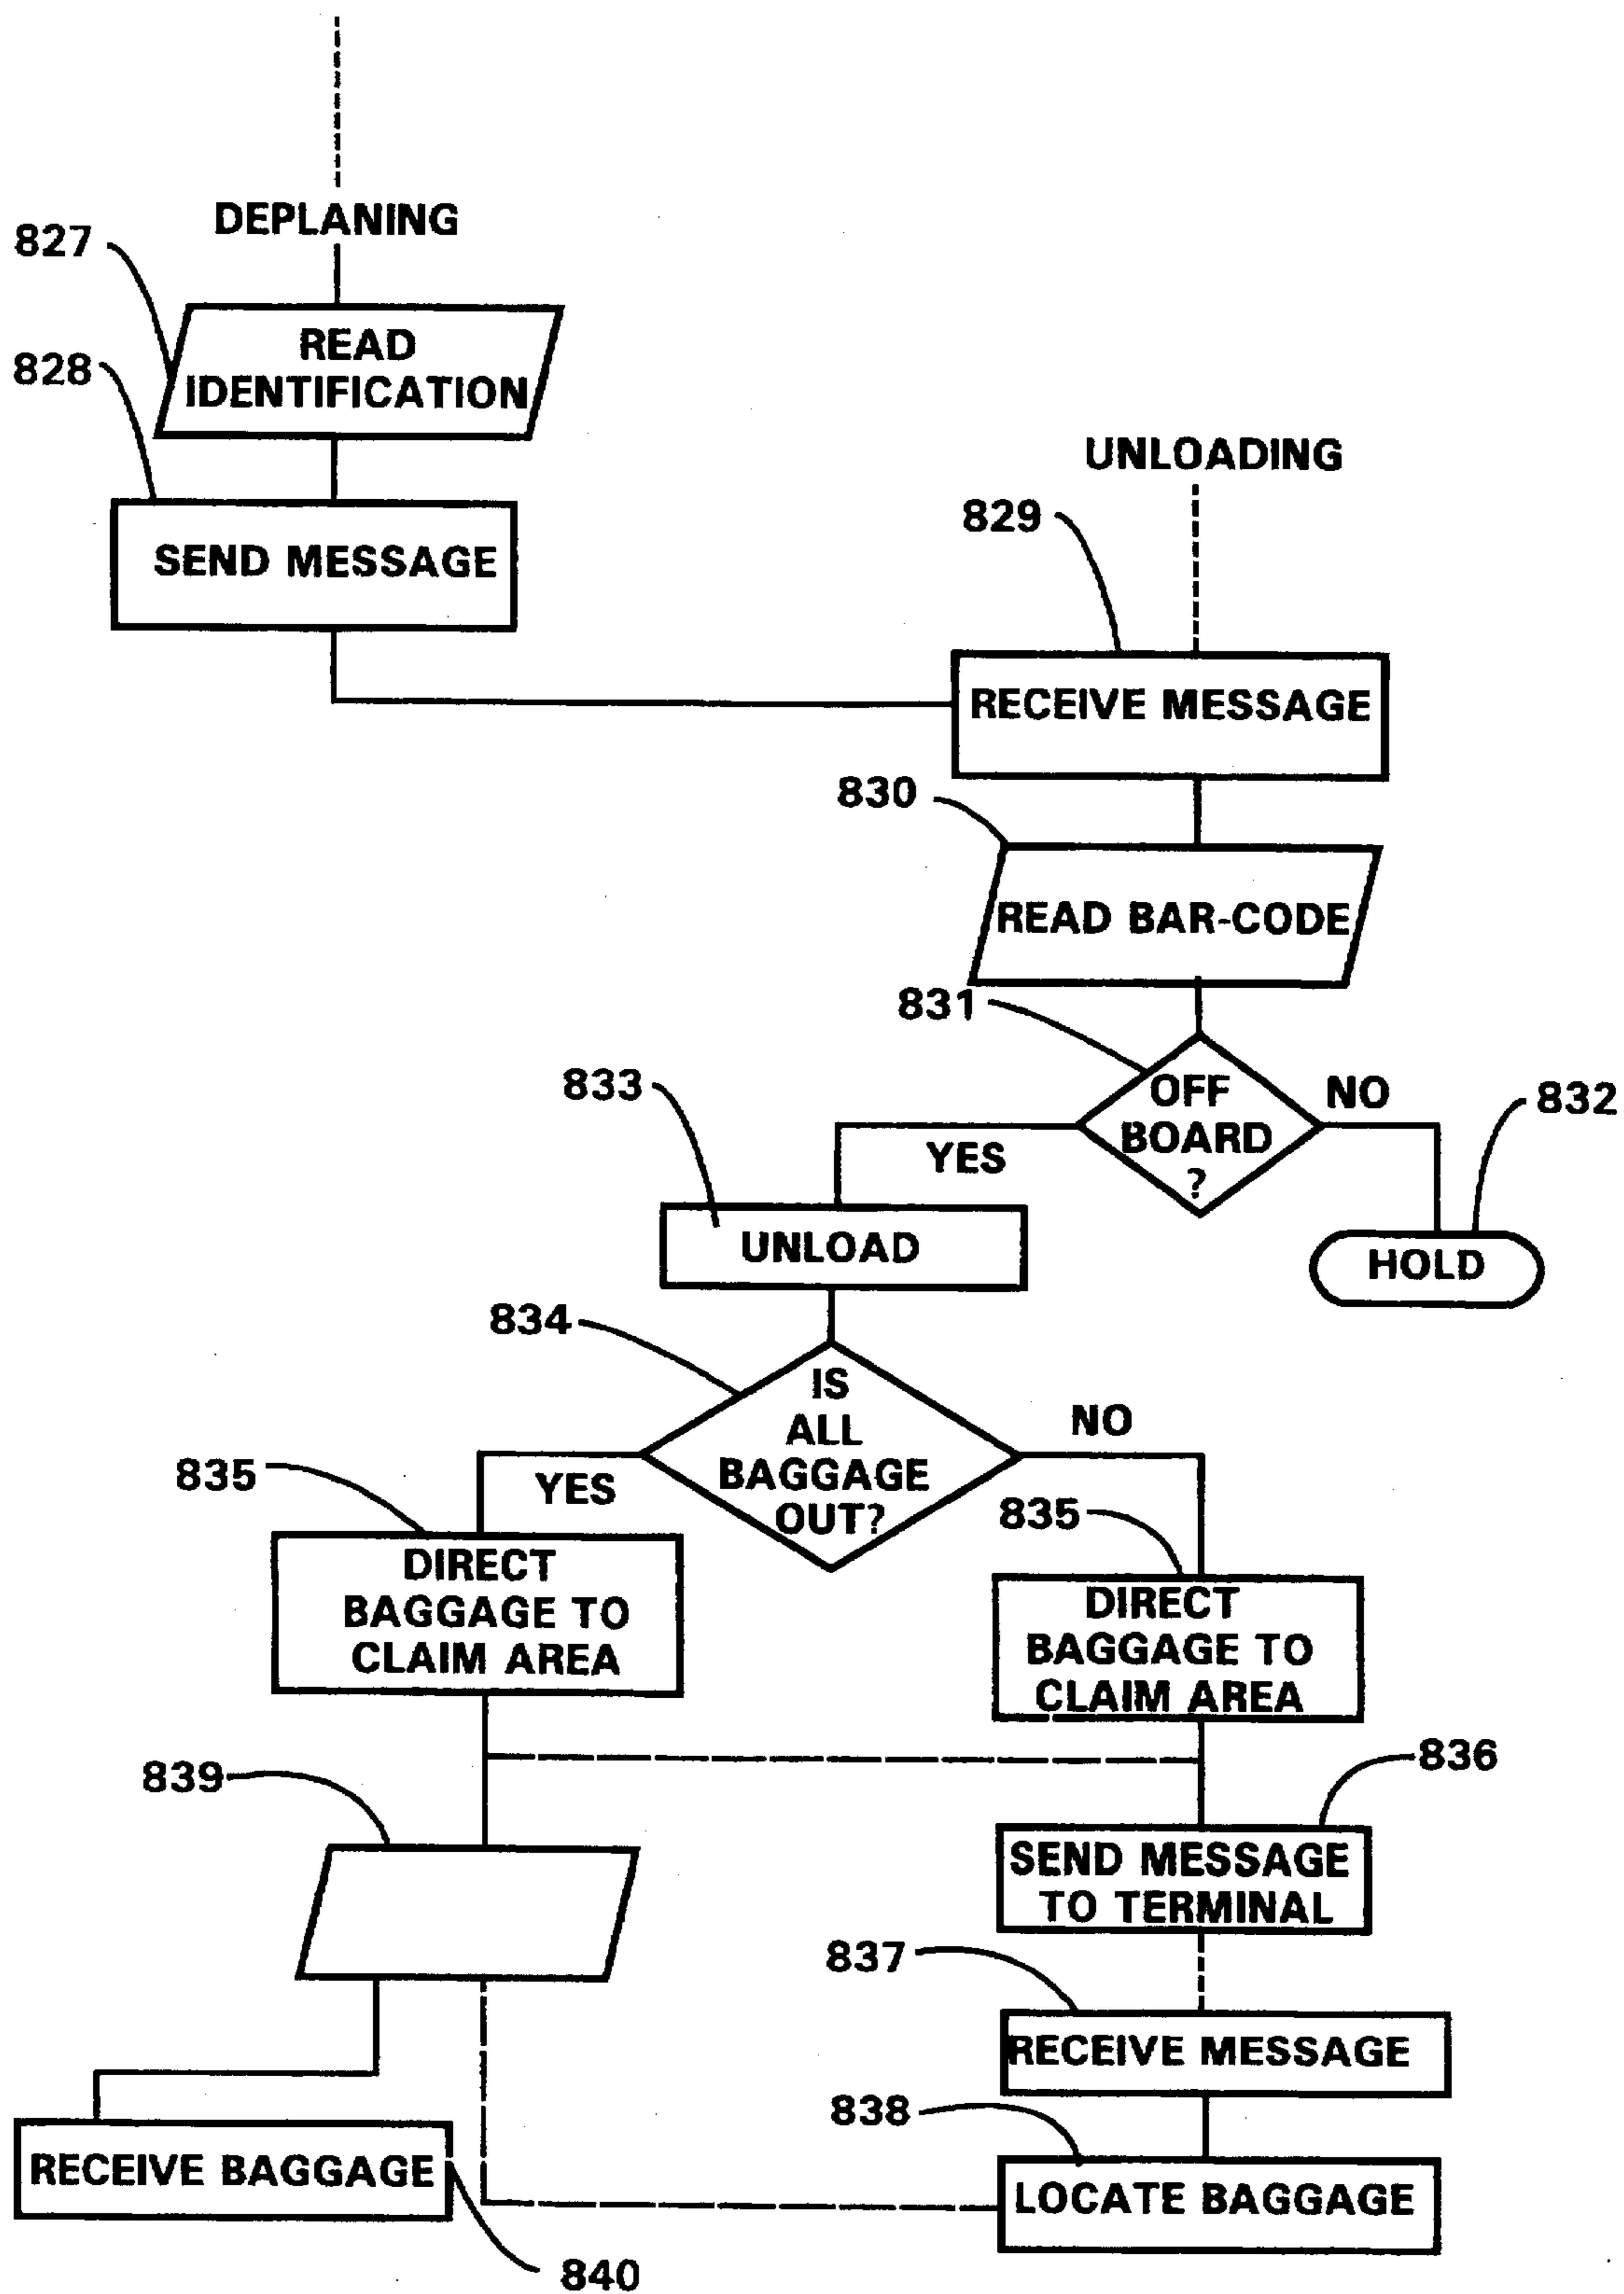 DEPLANING
827
READ
IDENTIFICATION
828
SEND MESSAGE
UNLOADING
829
RECEIVE MESSAGE
830
READ BAR-CODE
831
OFF
BOARD
?
NO
832
HOLD
833
YES
UNLOAD
834
IS
ALL
BAGGAGE
OUT?
NO
835
YES
DIRECT
BAGGAGE TO
CLAIM AREA
835
DIRECT
BAGGAGE TO
CLAIM AREA
836
839
SEND MESSAGE
TO TERMINAL
837
RECEIVE MESSAGE
838
RECEIVE BAGGAGE
LOCATE BAGGAGE
840